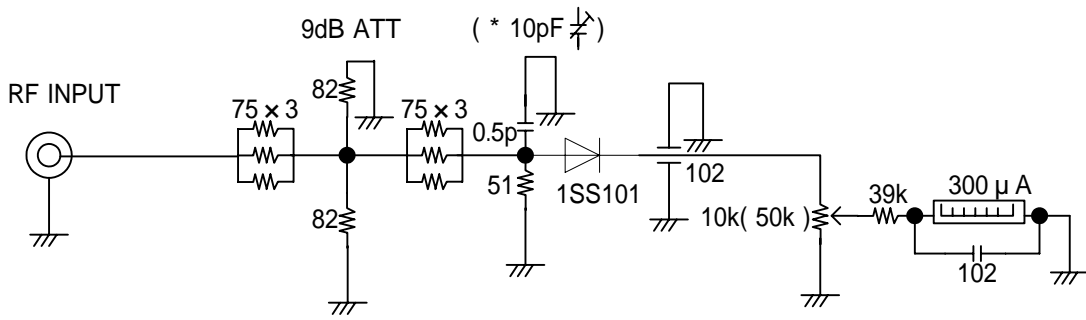 9dB ATT
( * 10pF )
RF INPUT
82
75 × 3
75 × 3
0.5p
51
1SS101
102
82
10k( 50k )
39k
300 μ A
102